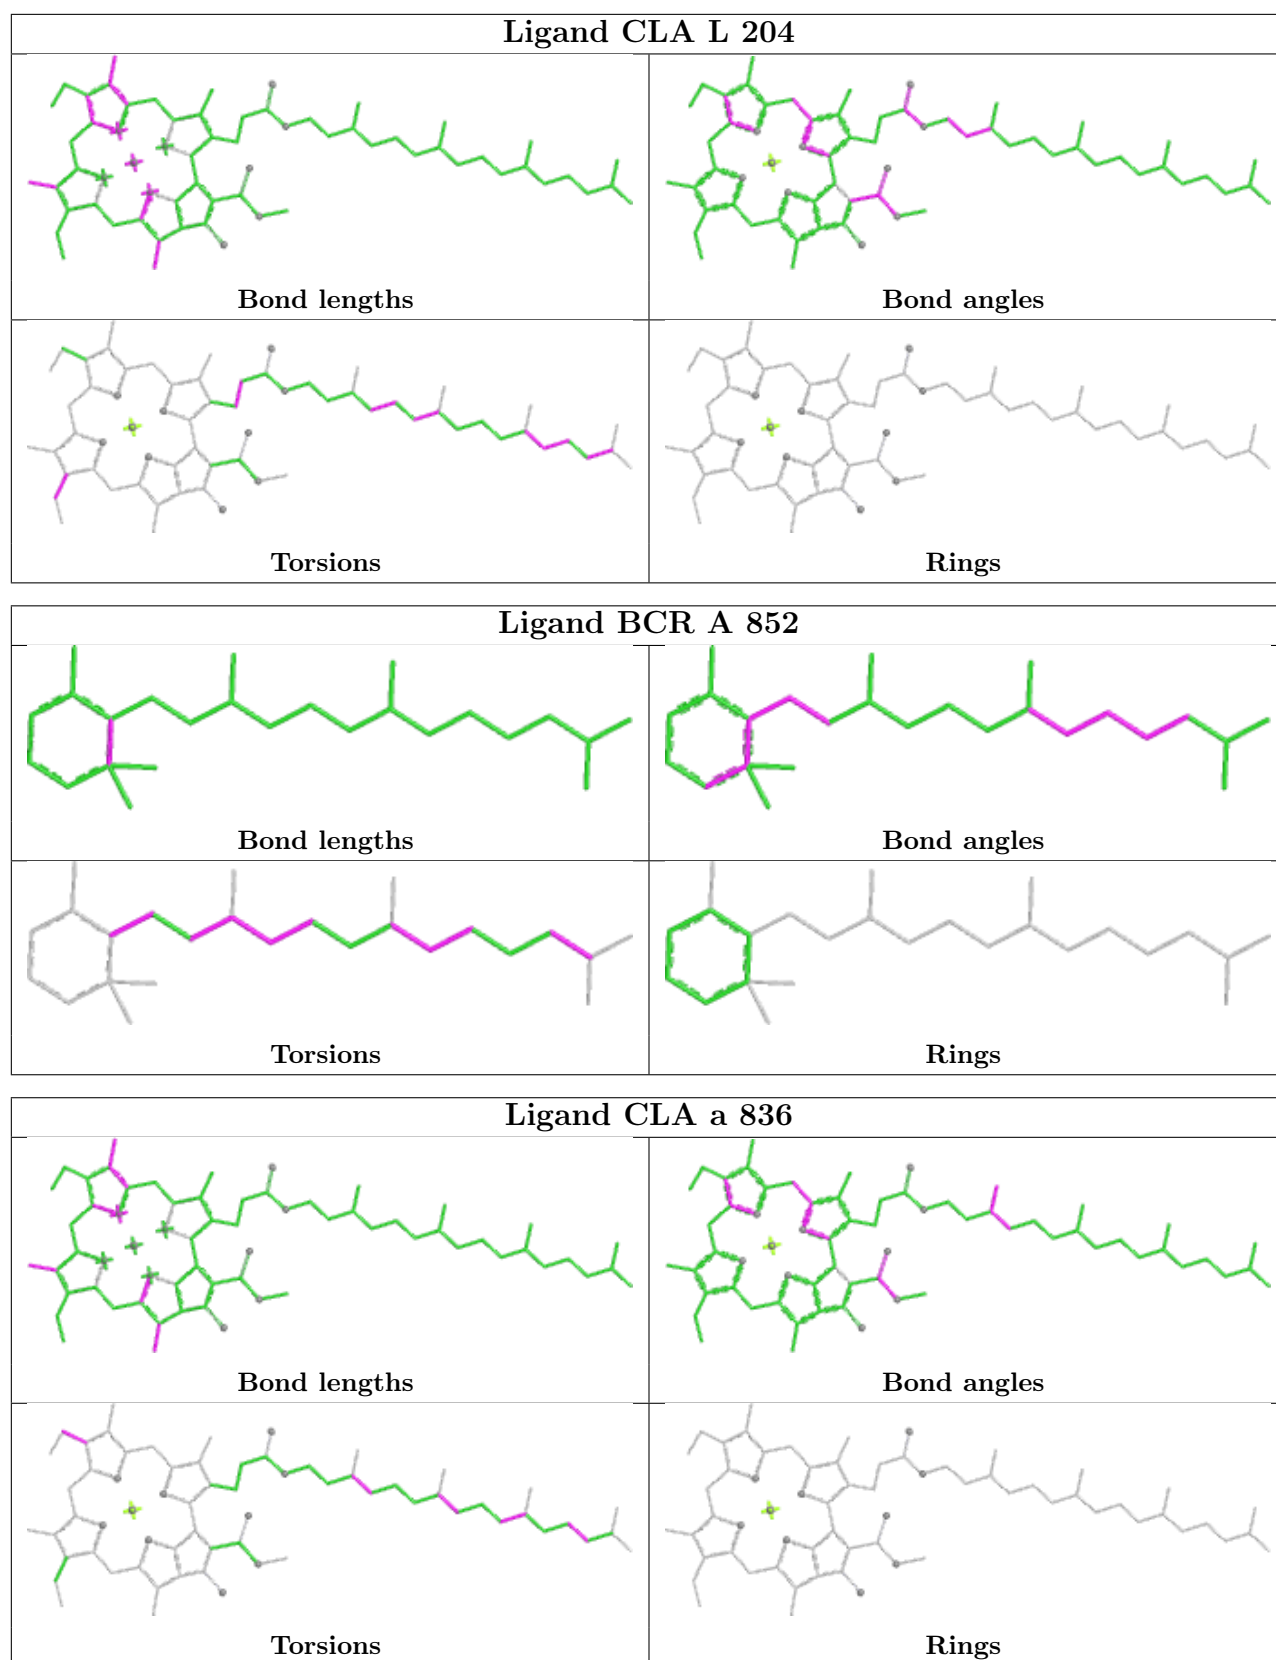 Ligand CLA L 204
Bond lengths
Bond angles
Torsions
Rings
Ligand BCR A 852
Bond lengths
Bond angles
Torsions
Rings
Ligand CLA a 836
Bond lengths
Bond angles
Torsions
Rings